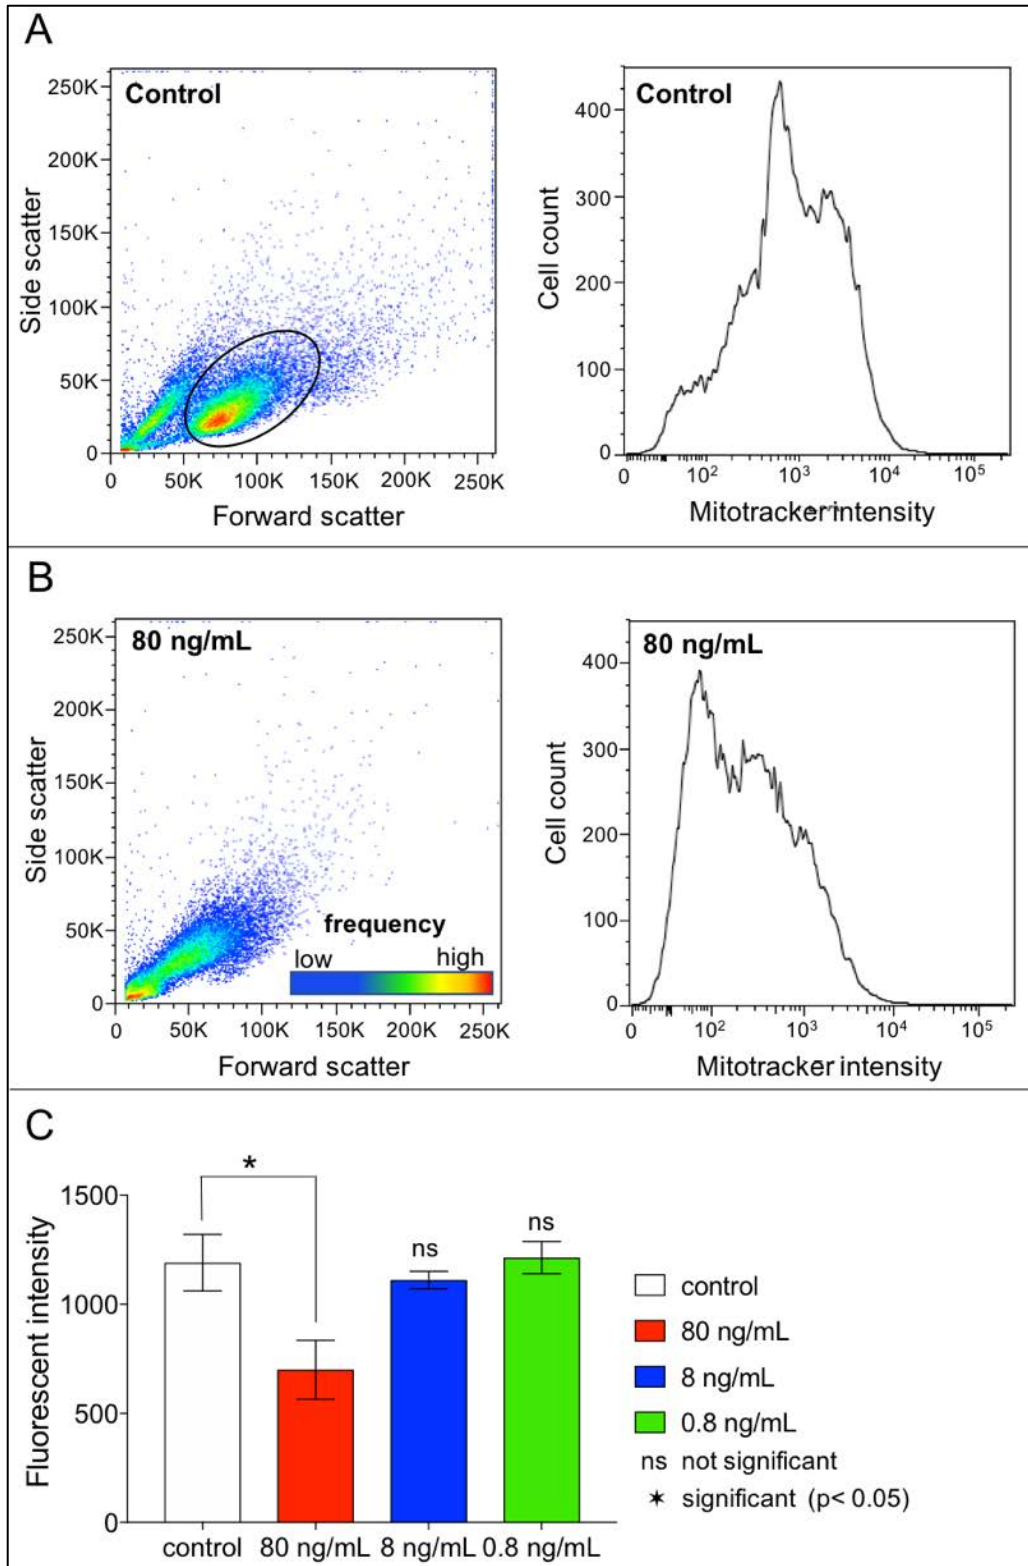 A
Control
250K
200K
150K
100K
50K
0
Side scatter
0 50K 100K 150K 200K 250K
Forward scatter
Control
400
300
200
100
0
Cell count
0 10² 10³ 10⁴ 10⁵
Mitotracker intensity
B
80 ng/mL
250K
200K
150K
100K
50K
0
Side scatter
frequency
low high
0 50K 100K 150K 200K 250K
Forward scatter
80 ng/mL
400
300
200
100
0
Cell count
0 10² 10³ 10⁴ 10⁵
Mitotracker intensity
C
*
1500
1000
500
0
Fluorescent intensity
ns
ns
control 80 ng/mL 8 ng/mL 0.8 ng/mL
control
80 ng/mL
8 ng/mL
0.8 ng/mL
ns not significant
✶ significant (p< 0.05)